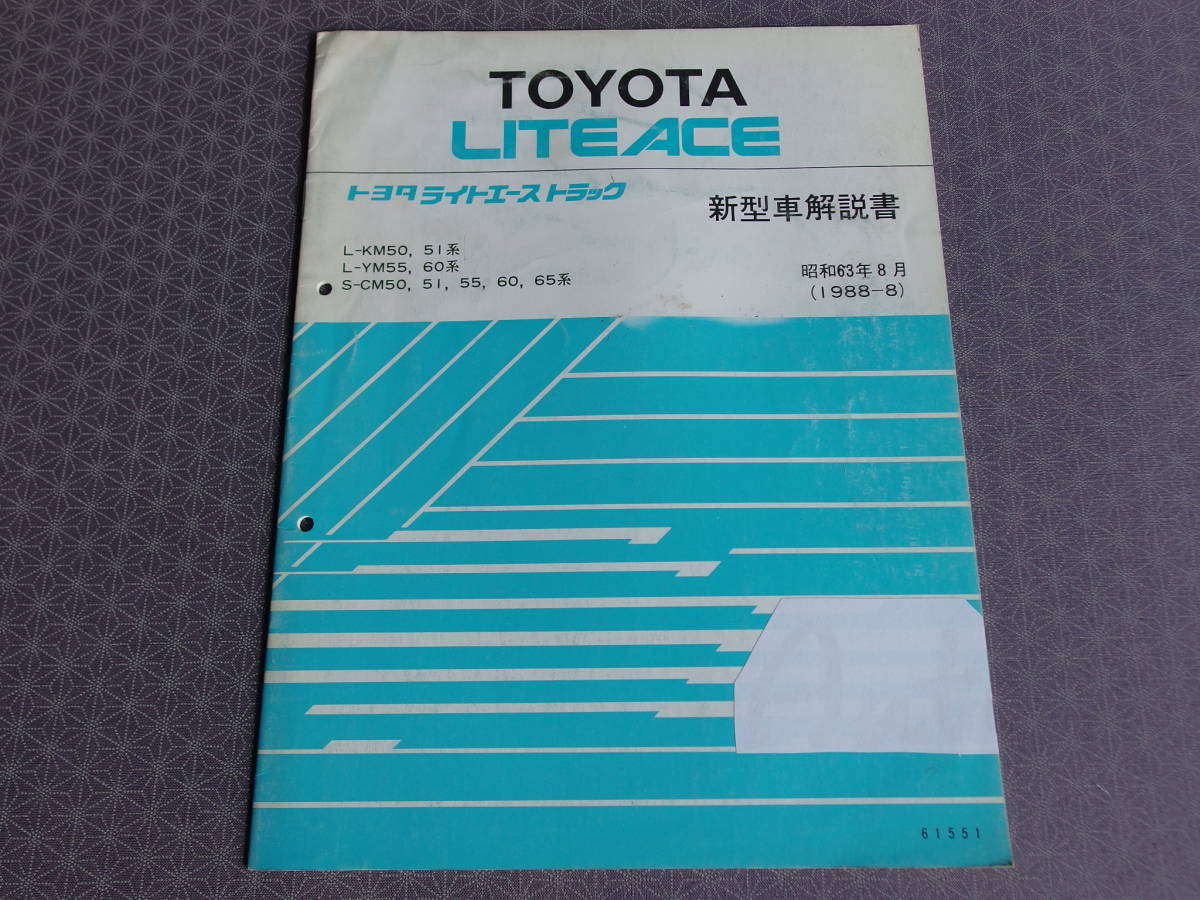 TOYOTA
LITEACE
トヨタ ライトエース トラック
新型車解説書
L-KM50, 51系
L-YM55, 60系
S-CM50, 51, 55, 60, 65系
昭和63年8月
(1988-8)
61551